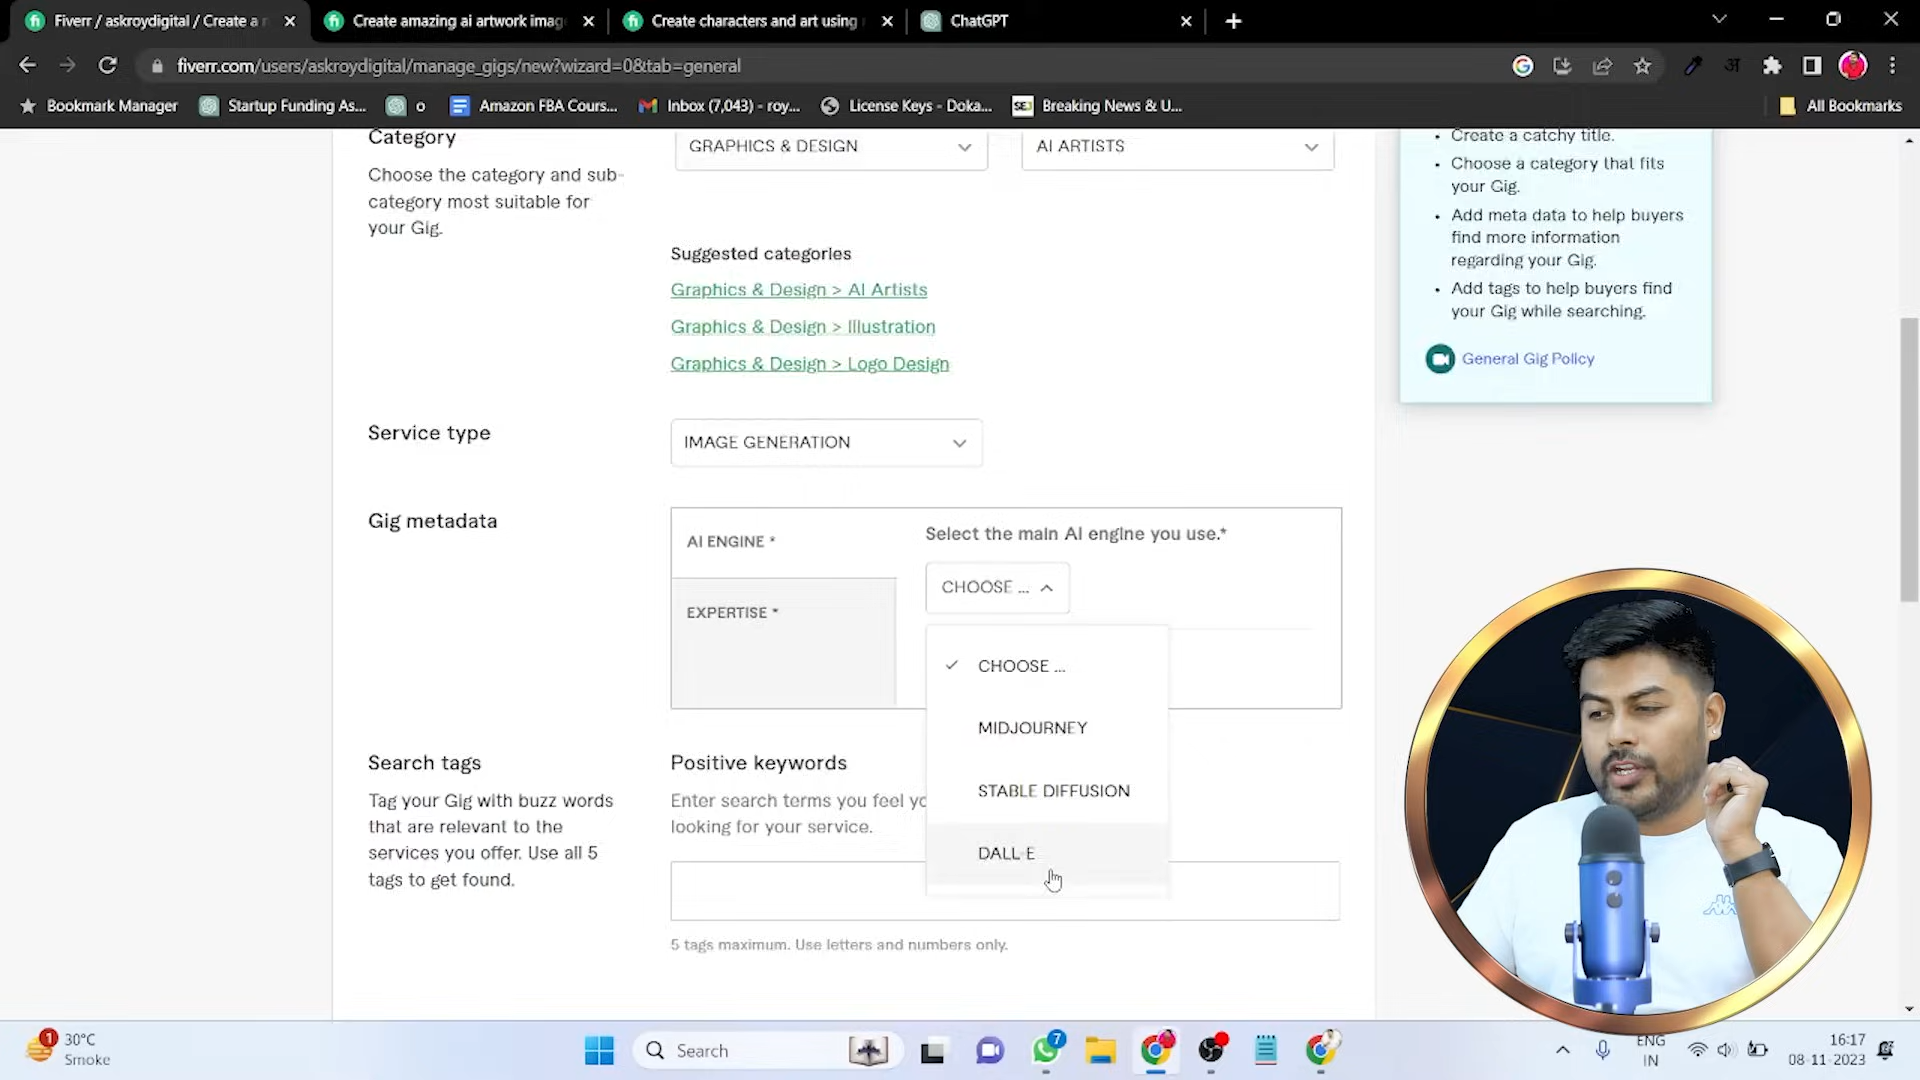 Fiverr / askroydigital / Create a n
Create amazing ai artwork imag
Create characters and art using
ChatGPT
fiverr.com/users/askroydigital/manage_gigs/new?wizard=0&tab=general
Bookmark Manager
Startup Funding As...
o
Amazon FBA Cours...
Inbox (7,043) - roy...
License Keys - Doka...
SEJ
Breaking News & U...
All Bookmarks
Category
Choose the category and sub-
category most suitable for
your Gig.
GRAPHICS & DESIGN
AI ARTISTS
Suggested categories
Graphics & Design > AI Artists
Graphics & Design > Illustration
Graphics & Design > Logo Design
Create a catchy title.
Choose a category that fits
your Gig.
Add meta data to help buyers
find more information
regarding your Gig.
Add tags to help buyers find
your Gig while searching.
General Gig Policy
Service type
IMAGE GENERATION
Gig metadata
AI ENGINE *
EXPERTISE *
Select the main AI engine you use.*
CHOOSE ...
CHOOSE ...
MIDJOURNEY
STABLE DIFFUSION
DALL-E
Search tags
Tag your Gig with buzz words
that are relevant to the
services you offer. Use all 5
tags to get found.
Positive keywords
Enter search terms you feel yo
looking for your service.
5 tags maximum. Use letters and numbers only.
1
30°C
Smoke
Search
7
ENG
IN
16:17
08-11-2023